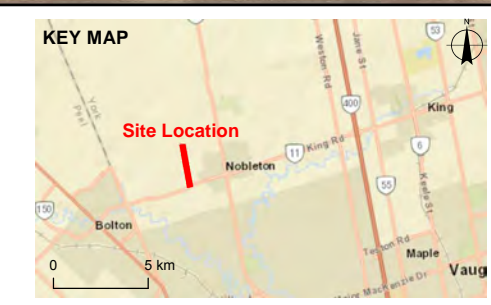 KEY MAP
N
53
Weston Rd
Jane St
400
King
Site Location
York
Peel
11
King Rd
6
Nobleton
Keele St
55
150
Bolton
Teston Rd
Maple
0
5 km
Major Mackenzie Dr
Vaug